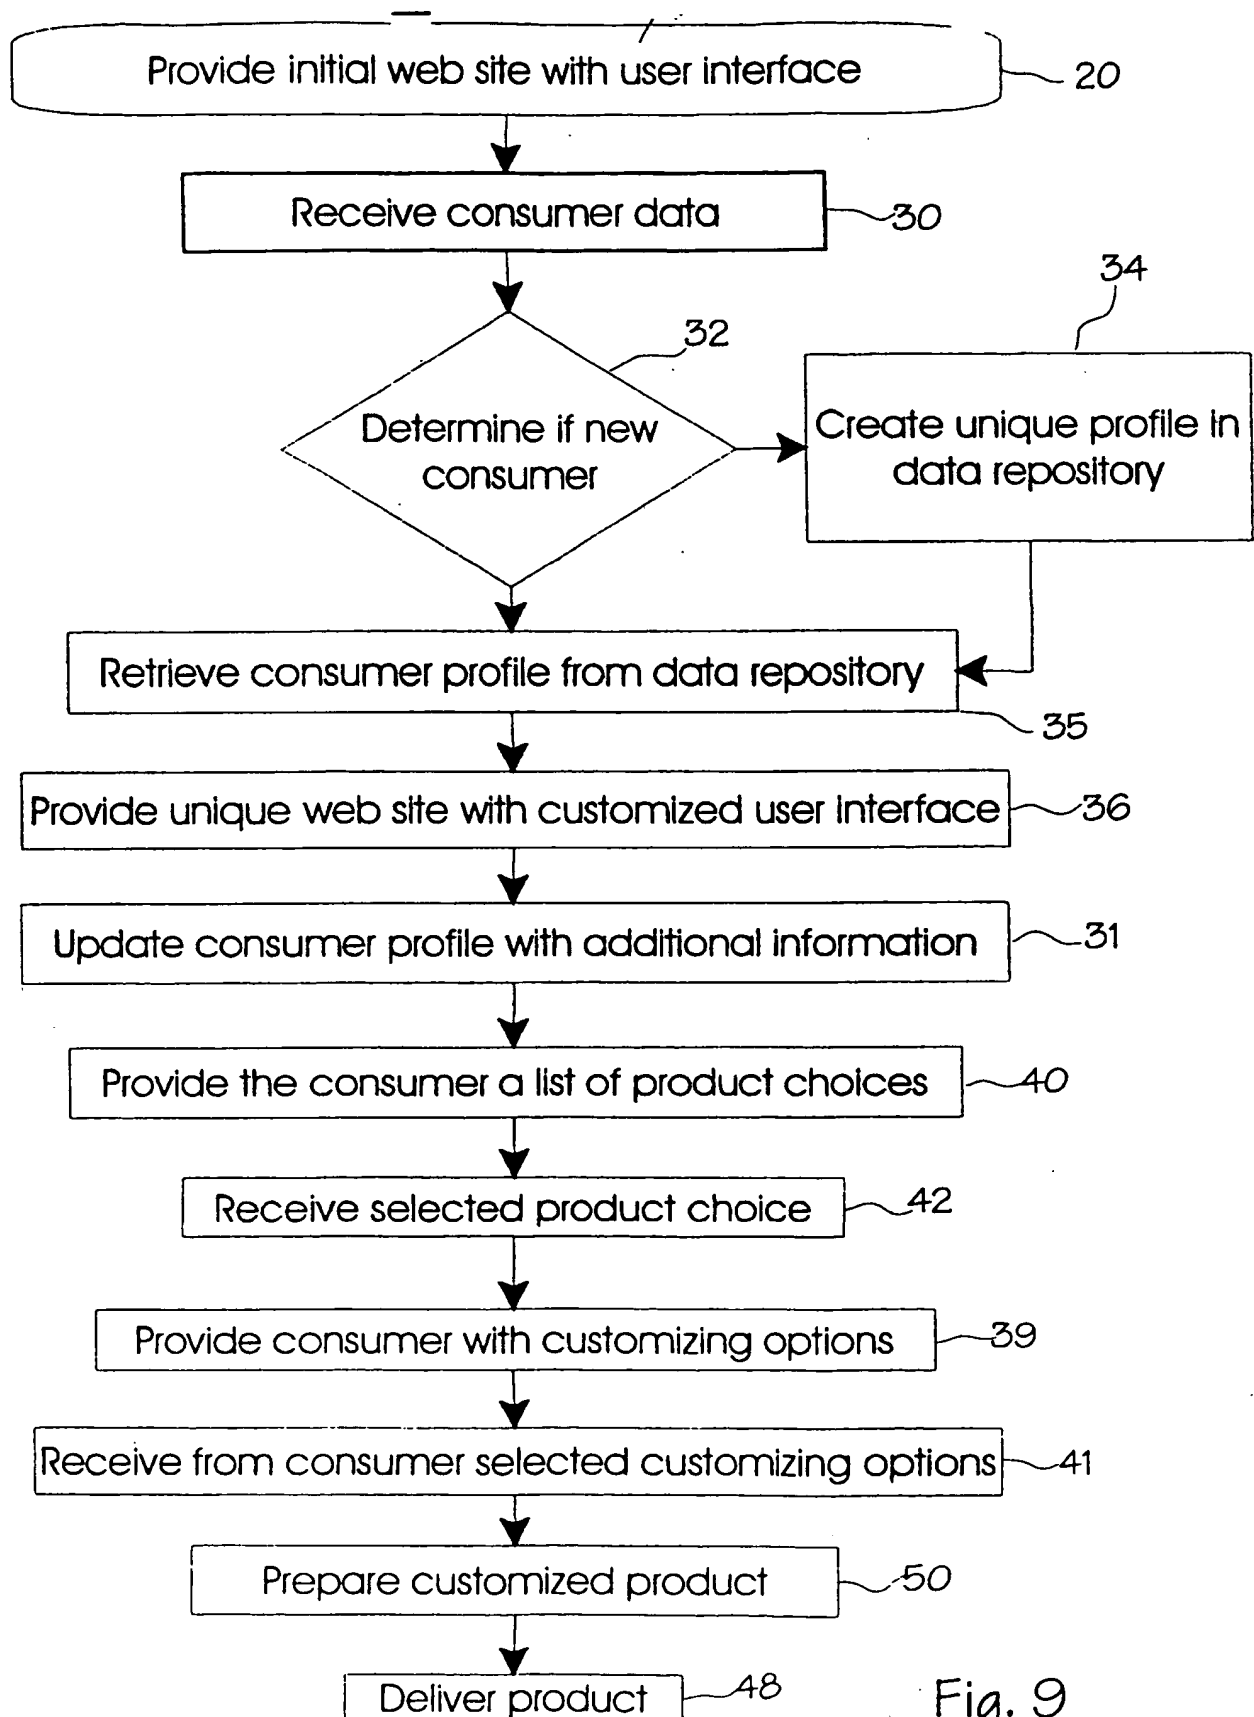 Provide initial web site with user interface
20
Receive consumer data
30
34
32
Determine if new
consumer
Create unique profile in
data repository
Retrieve consumer profile from data repository
35
Provide unique web site with customized user interface
36
Update consumer profile with additional information
31
Provide the consumer a list of product choices
40
Receive selected product choice
42
Provide consumer with customizing options
39
Receive from consumer selected customizing options
41
Prepare customized product
50
Deliver product
48
Fig. 9